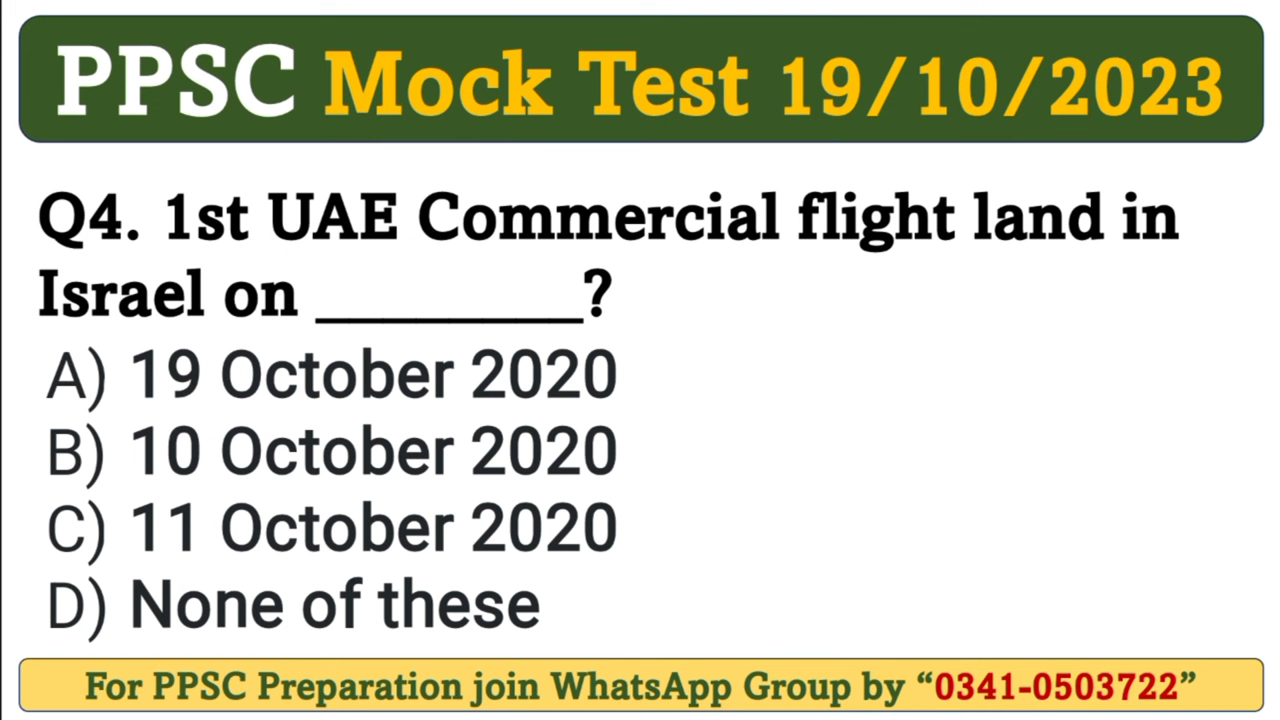 PPSC Mock Test 19/10/2023
Q4. 1st UAE Commercial flight land in
Israel on ________?
A) 19 October 2020
B) 10 October 2020
C) 11 October 2020
D) None of these
For PPSC Preparation join WhatsApp Group by “0341-0503722”